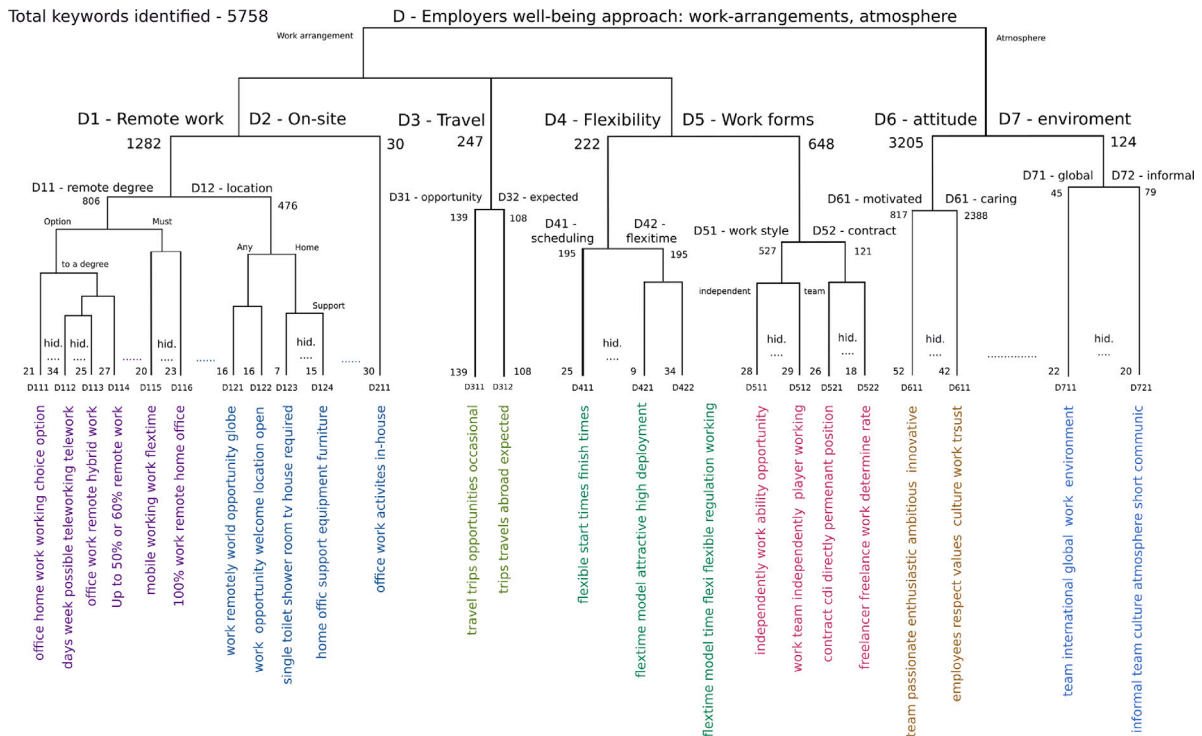 Total keywords identified - 5758
D - Employers well-being approach: work-arrangements, atmosphere
Work arrangement
Atmosphere
D1 - Remote work
D2 - On-site
D3 - Travel
D4 - Flexibility
D5 - Work forms
D6 - attitude
D7 - enviroment
1282
30
247
222
648
3205
124
D11 - remote degree
D12 - location
D31 - opportunity
D32 - expected
D41 - scheduling
D42 - flexitime
D51 - work style
D52 - contract
D61 - motivated
D61 - caring
D71 - global
D72 - informal
806
476
139
108
195
195
527
121
817
2388
45
79
Option
Must
Any
Home
to a degree
Support
independent
team
hid.
....
hid.
....
hid.
....
hid.
....
hid.
....
hid.
....
hid.
....
hid.
....
hid.
....
......
......
......
................
21
34
25
27
20
23
16
16
7
15
30
139
108
25
9
34
28
29
26
18
52
42
22
20
D111
D112
D113
D114
D115
D116
D121
D122
D123
D124
D211
D311
D312
D411
D421
D422
D511
D512
D521
D522
D611
D611
D711
D721
office home work working choice option
days week possible teleworking telework
office work remote hybrid work
Up to 50% or 60% remote work
mobile working work flextime
100% work remote home office
work remotely world opportunity globe
work opportunity welcome location open
single toilet shower room tv house required
home offic support equipment furniture
office work activites in-house
travel trips opportunities occasional
trips travels abroad expected
flexible start times finish times
flextime model attractive high deployment
flextime model time flexi flexible regulation working
independently work ability opportunity
work team independently player working
contract cdi directly permenant position
freelancer freelance work determine rate
team passionate enthusiastic ambitious innovative
employees respect values culture work trsust
team international global work environment
informal team culture atmosphere short communic